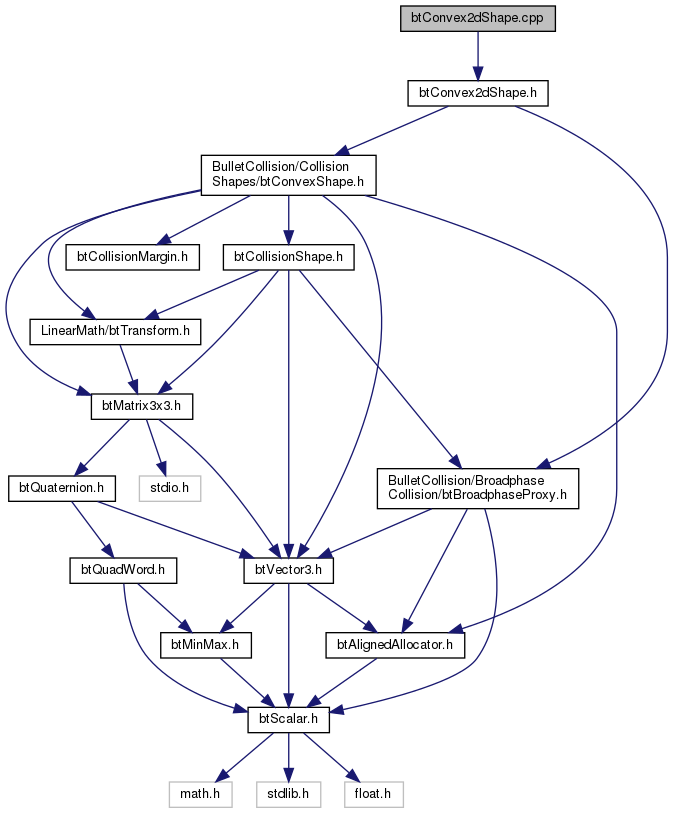 btConvex2dShape.cpp
btConvex2dShape.h
BulletCollision/Collision
Shapes/btConvexShape.h
btCollisionMargin.h
btCollisionShape.h
LinearMath/btTransform.h
btMatrix3x3.h
btQuaternion.h
stdio.h
BulletCollision/Broadphase
Collision/btBroadphaseProxy.h
btQuadWord.h
btVector3.h
btMinMax.h
btAlignedAllocator.h
btScalar.h
math.h
stdlib.h
float.h